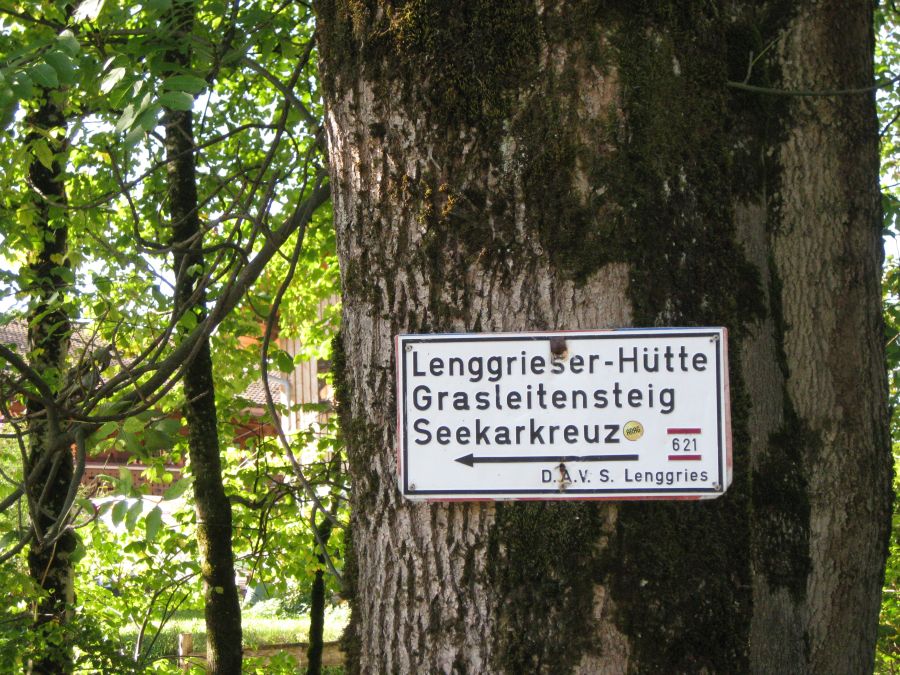 Lenggrieser-Hütte
Grasleitensteig
Seekarkreuz
621
D.A.V. S. Lenggries